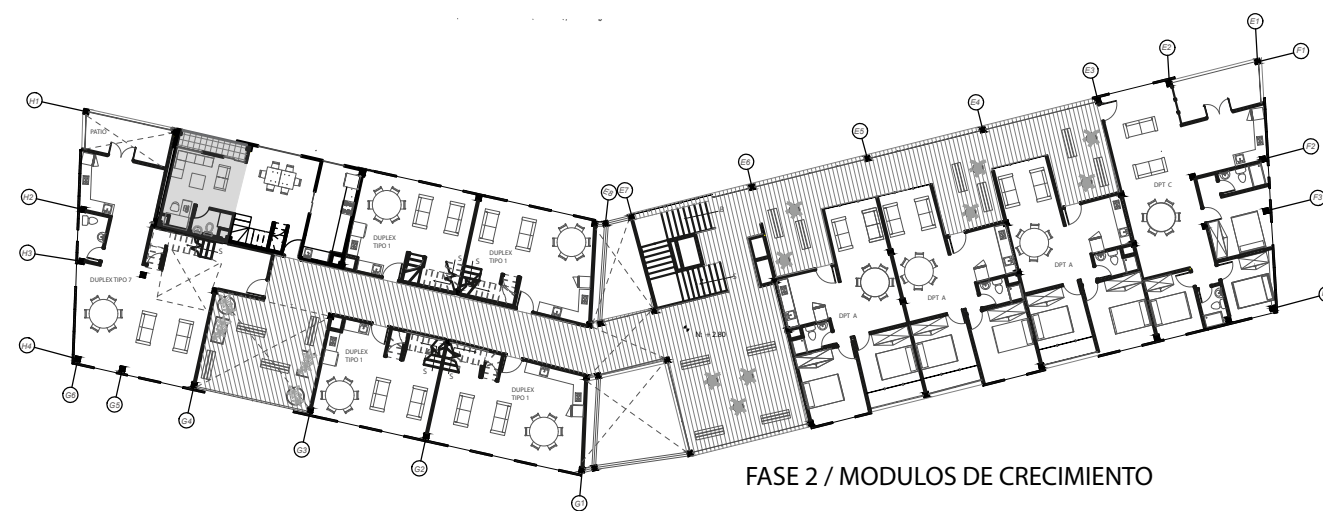 E1
F1
E2
E3
H1
E4
PATIO
E5
F2
E6
DPT C
H2
E8
E7
F3
DUPLEX
TIPO 1
DUPLEX
TIPO 1
S
S
S
H3
DPT A
DUPLEX TIPO 7
DPT A
DPT A
N: + 2.80
H4
DUPLEX
TIPO 1
S
S
G6
G5
DUPLEX
TIPO 1
G4
G3
G2
G1
FASE 2 / MODULOS DE CRECIMIENTO